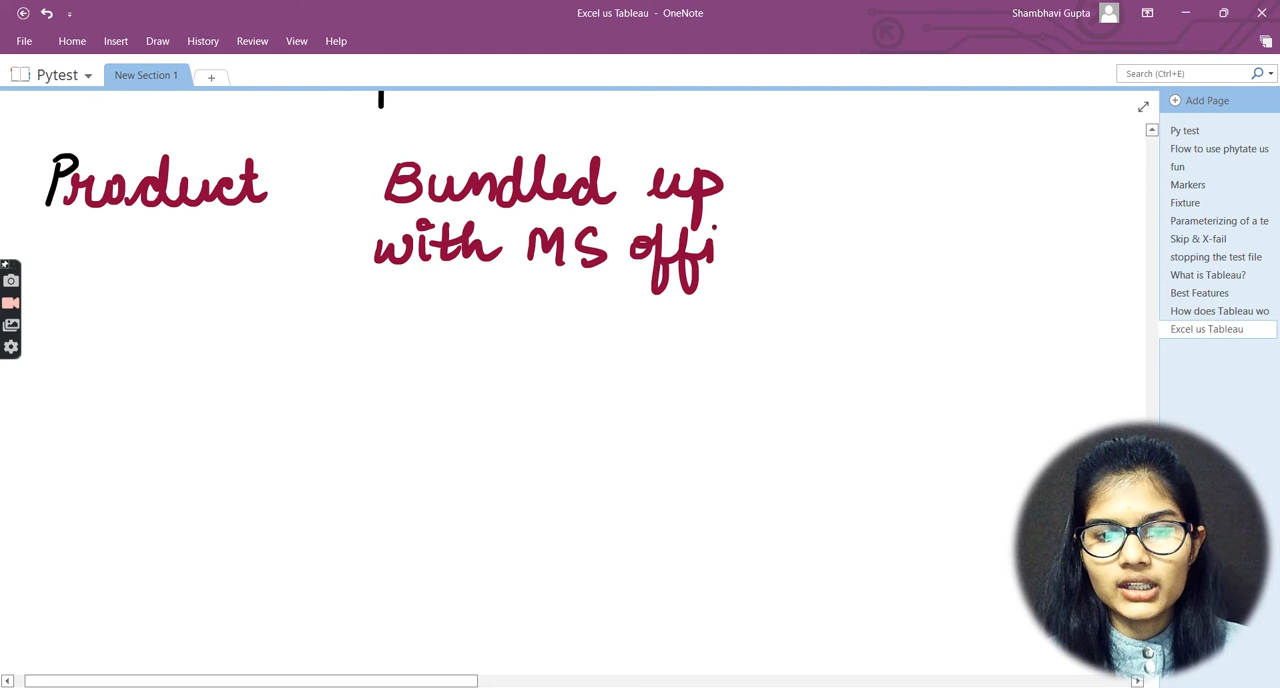 Excel us Tableau - OneNote
Shambhavi Gupta
File Home Insert Draw History Review View Help
Pytest
New Section 1
+
Search (Ctrl+E)
Add Page
Py test
Flow to use phytate us
fun
Markers
Fixture
Parameterizing of a te
Skip & X-fail
stopping the test file
What is Tableau?
Best Features
How does Tableau wo
Excel us Tableau
Product Bundled up
with MS offi